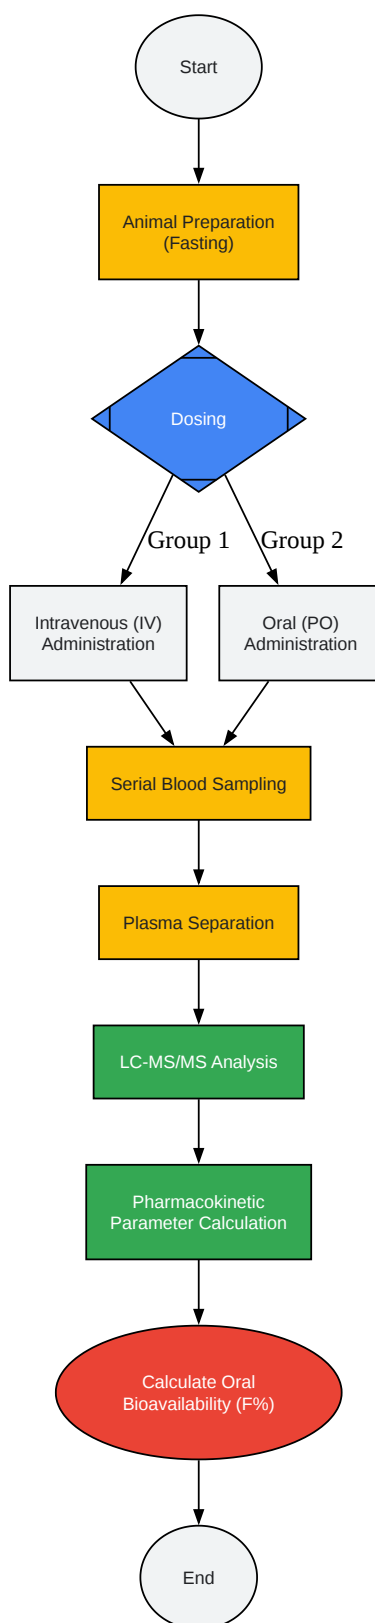 Start
Animal Preparation
(Fasting)
Dosing
Group 1
Group 2
Intravenous (IV)
Administration
Oral (PO)
Administration
Serial Blood Sampling
Plasma Separation
LC-MS/MS Analysis
Pharmacokinetic
Parameter Calculation
Calculate Oral
Bioavailability (F%)
End